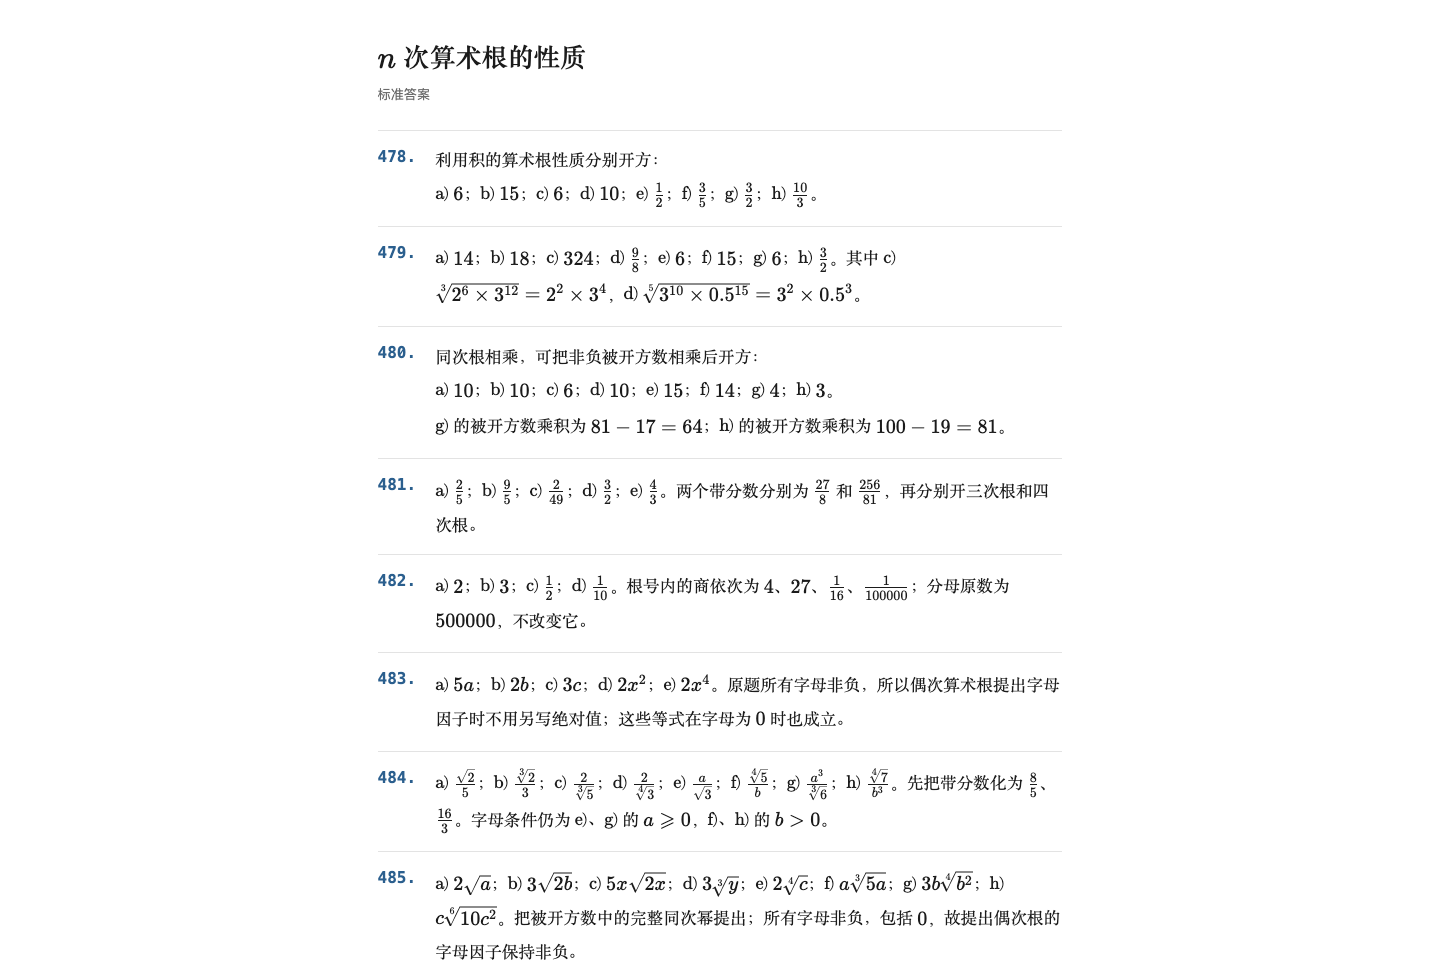 n 次算术根的性质
标准答案
478. 利用积的算术根性质分别开方：
a) 6；b) 15；c) 6；d) 10；e) 1/2；f) 3/5；g) 3/2；h) 10/3。
479. a) 14；b) 18；c) 324；d) 9/8；e) 6；f) 15；g) 6；h) 3/2。其中 c)
∛(2⁶ × 3¹²) = 2² × 3⁴，d) ⁵√(3¹⁰ × 0.5¹⁵) = 3² × 0.5³。
480. 同次根相乘，可把非负被开方数相乘后开方：
a) 10；b) 10；c) 6；d) 10；e) 15；f) 14；g) 4；h) 3。
g) 的被开方数乘积为 81 − 17 = 64；h) 的被开方数乘积为 100 − 19 = 81。
481. a) 2/5；b) 9/5；c) 2/49；d) 3/2；e) 4/3。两个带分数分别为 27/8 和 256/81，再分别开三次根和四
次根。
482. a) 2；b) 3；c) 1/2；d) 1/10。根号内的商依次为 4、27、1/16、1/100000；分母原数为
500000，不改变它。
483. a) 5a；b) 2b；c) 3c；d) 2x²；e) 2x⁴。原题所有字母非负，所以偶次算术根提出字母
因子时不用另写绝对值；这些等式在字母为 0 时也成立。
484. a) √2/5；b) ∛2/3；c) 2/∛5；d) 2/∜3；e) a/√3；f) ∜5/b；g) a³/∛6；h) ∜7/b³。先把带分数化为 8/5、
16/3。字母条件仍为 e)、g) 的 a ⩾ 0，f)、h) 的 b > 0。
485. a) 2√a；b) 3√(2b)；c) 5x√(2x)；d) 3∛y；e) 2∜c；f) a∛(5a)；g) 3b∜(b²)；h)
c⁶√(10c²)。把被开方数中的完整同次幂提出；所有字母非负，包括 0，故提出偶次根的
字母因子保持非负。